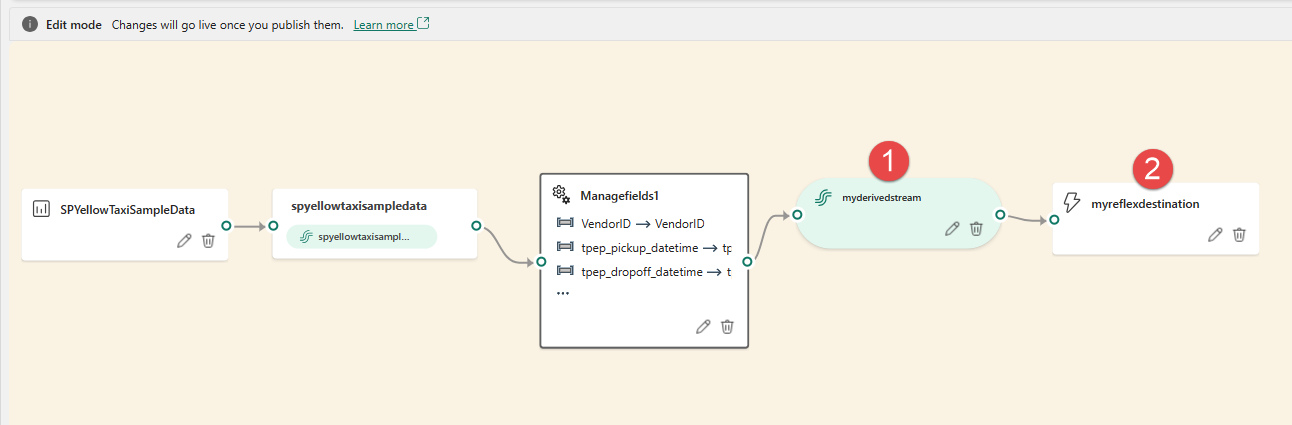 Edit mode Changes will go live once you publish them. Learn more
SPYellowTaxiSampleData
spyellowtaxisampledata
spyellowtaxisampl...
Managefields1
VendorID → VendorID
tpep_pickup_datetime → tp
tpep_dropoff_datetime → t
...
1
myderivedstream
2
myreflexdestination